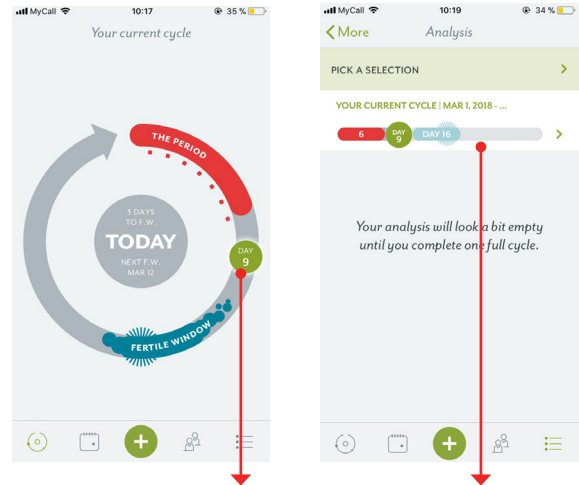 MyCall 10:17 35 %
Your current cycle
THE PERIOD
3 DAYS
TO F.W.
TODAY
NEXT F.W.
MAR 12
DAY
9
FERTILE WINDOW
+
MyCall 10:19 34 %
More Analysis
PICK A SELECTION
YOUR CURRENT CYCLE | MAR 1, 2018 - ...
6 DAY 9 DAY 16
Your analysis will look a bit empty
until you complete one full cycle.
+